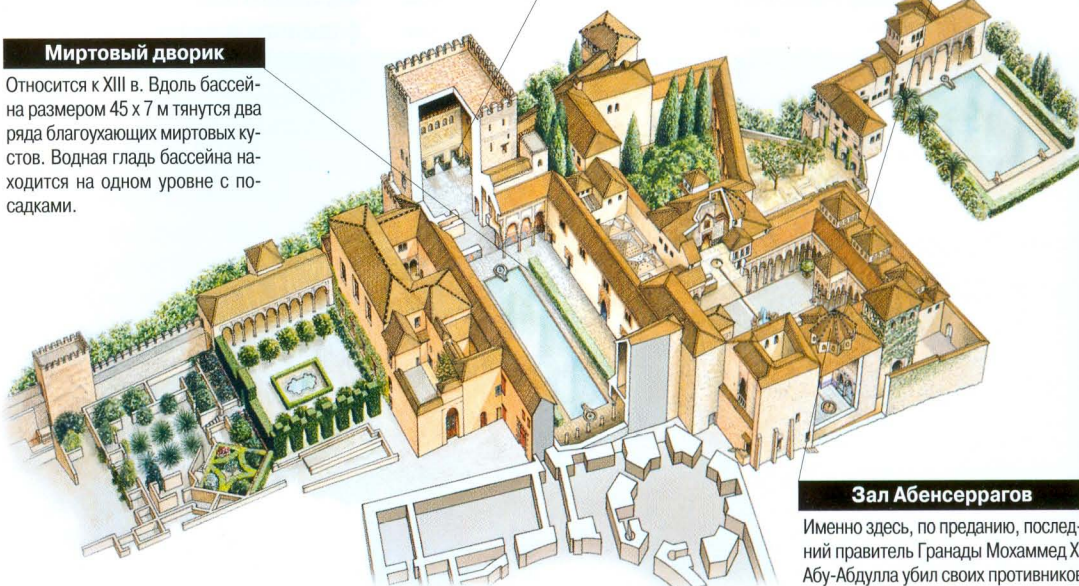 Миртовый дворик
Относится к XIII в. Вдоль бассей-
на размером 45 х 7 м тянутся два
ряда благоухающих миртовых ку-
стов. Водная гладь бассейна на-
ходится на одном уровне с по-
садками.
Зал Абенсеррагов
Именно здесь, по преданию, послед-
ний правитель Гранады Мохаммед X
Абу-Абдулла убил своих противников